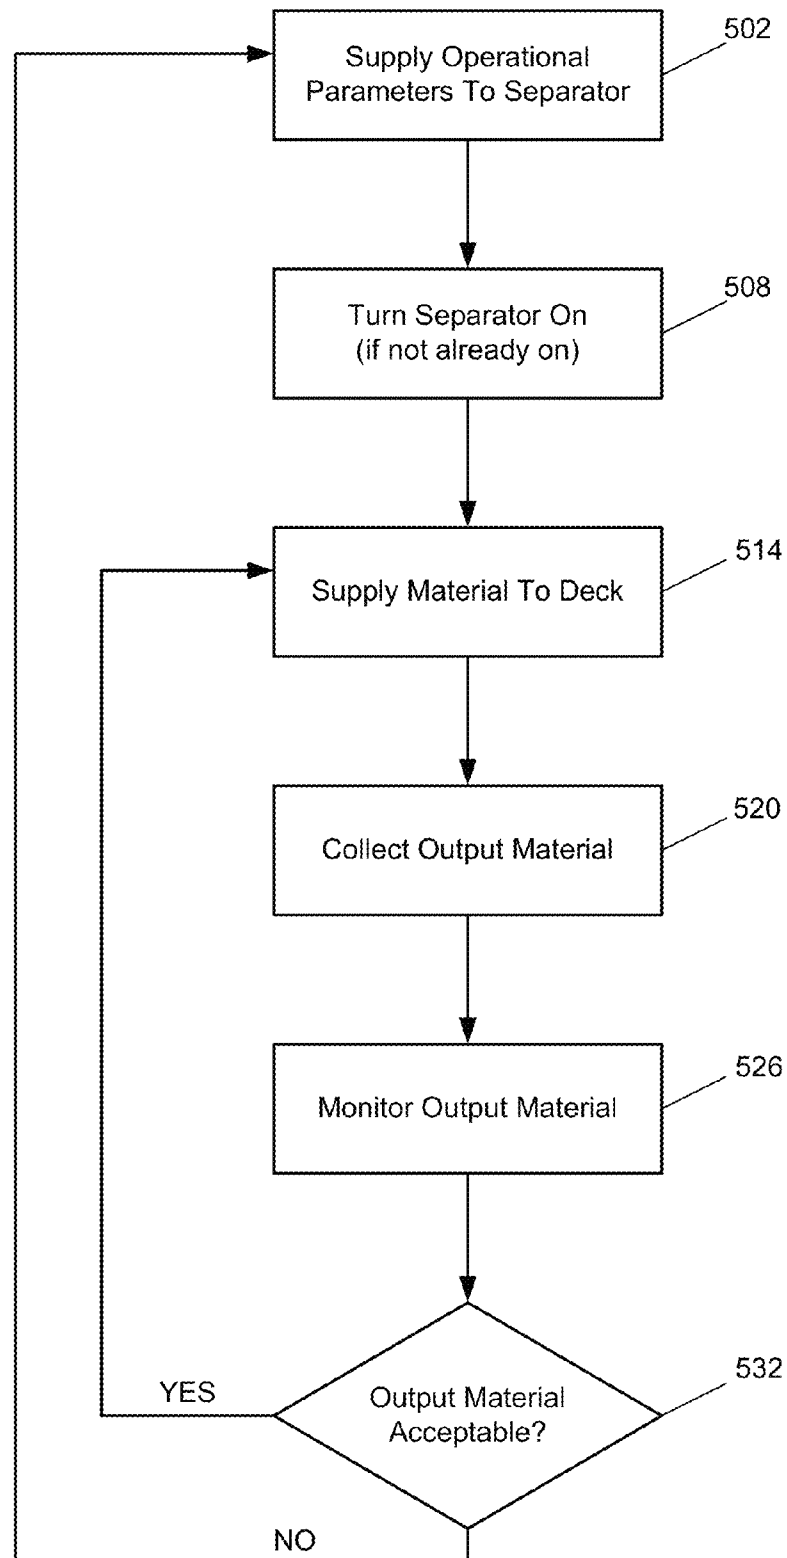 Supply Operational
Parameters To Separator
502
Turn Separator On
(if not already on)
508
Supply Material To Deck
514
Collect Output Material
520
Monitor Output Material
526
Output Material
Acceptable?
532
YES
NO